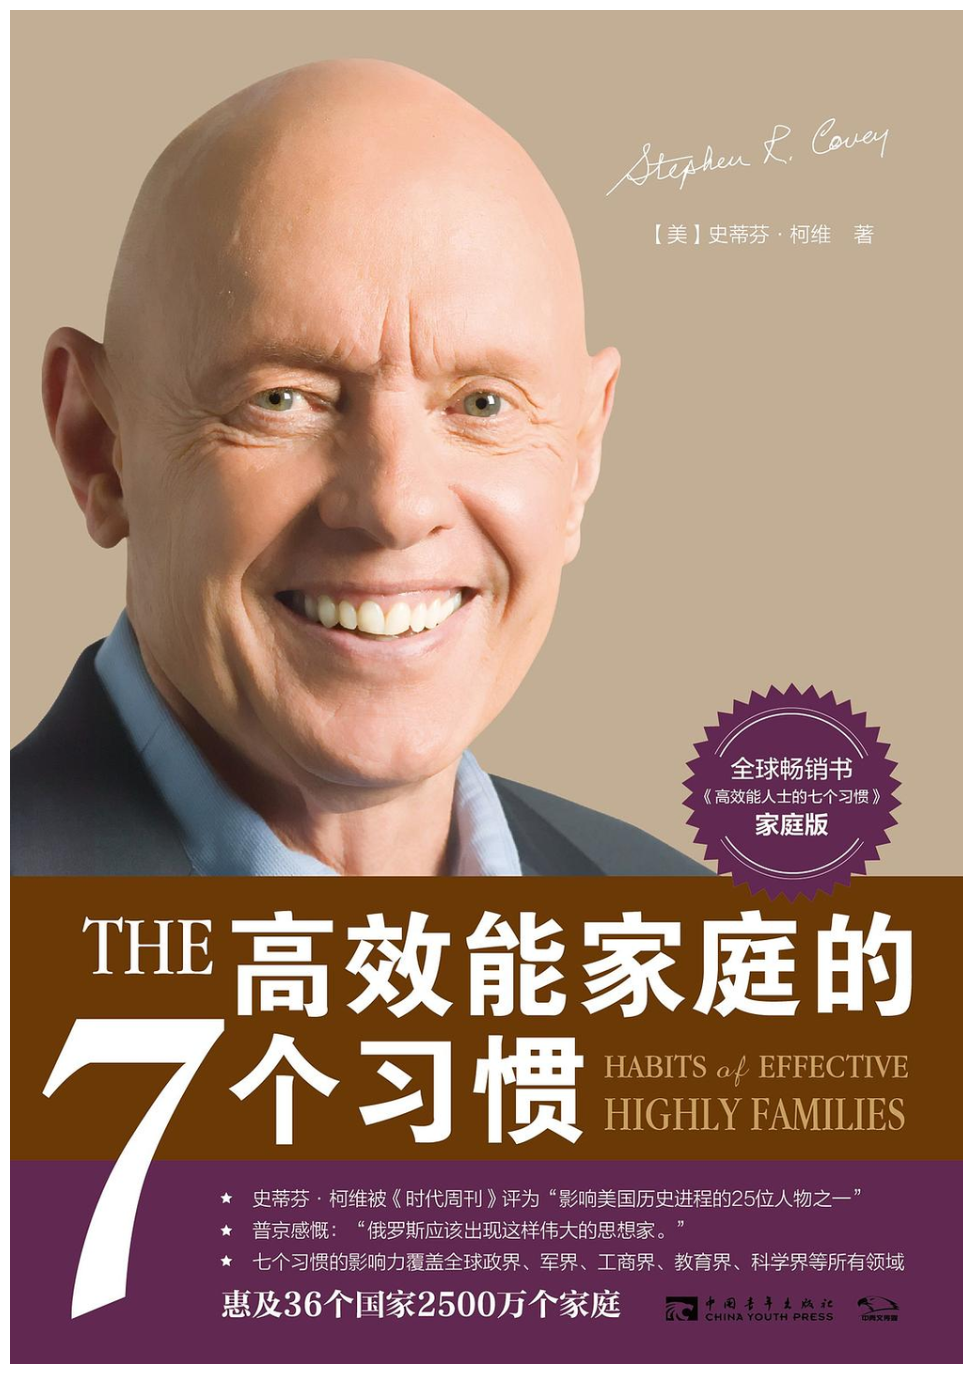 Stephen R. Covey
【美】史蒂芬·柯维 著
全球畅销书
《高效能人士的七个习惯》
家庭版
THE 高效能家庭的
7个习惯
HABITS of EFFECTIVE
HIGHLY FAMILIES
★ 史蒂芬·柯维被《时代周刊》评为“影响美国历史进程的25位人物之一”
★ 普京感慨：“俄罗斯应该出现这样伟大的思想家。”
★ 七个习惯的影响力覆盖全球政界、军界、工商界、教育界、科学界等所有领域
惠及36个国家2500万个家庭
中国青年出版社
CHINA YOUTH PRESS
中青文传媒